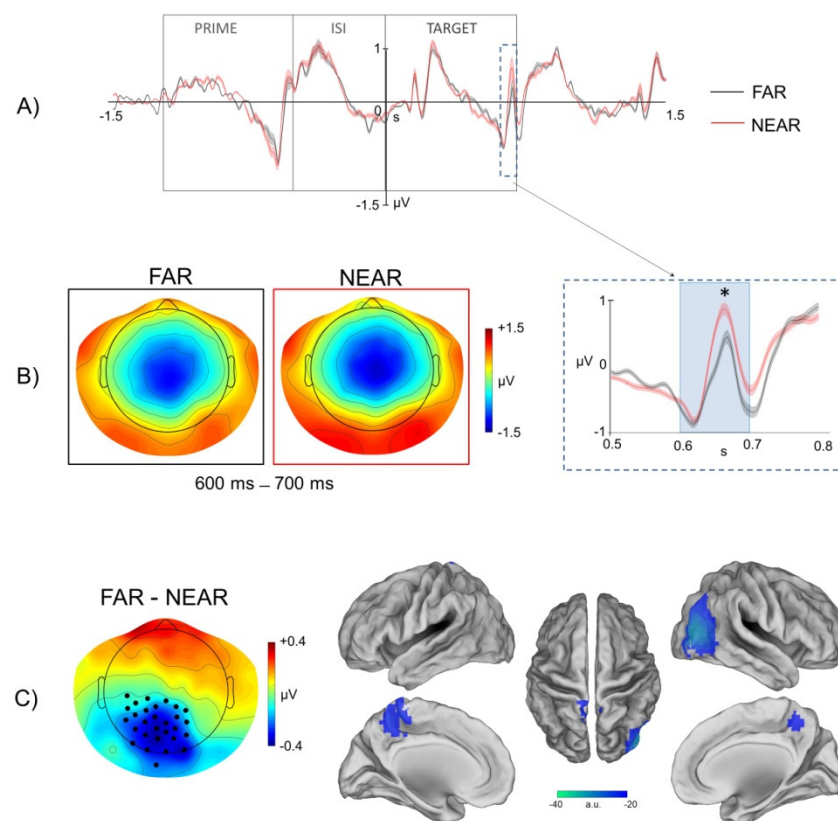 PRIME ISI TARGET
A)
1
0
s
-1.5
1.5
-1.5
µV
FAR
NEAR
B)
FAR NEAR
+1.5
µV
-1.5
600 ms – 700 ms
*
1
µV
0
-1
0.5 0.6 0.7 0.8
s
C)
FAR - NEAR
+0.4
µV
-0.4
-40 a.u. -20